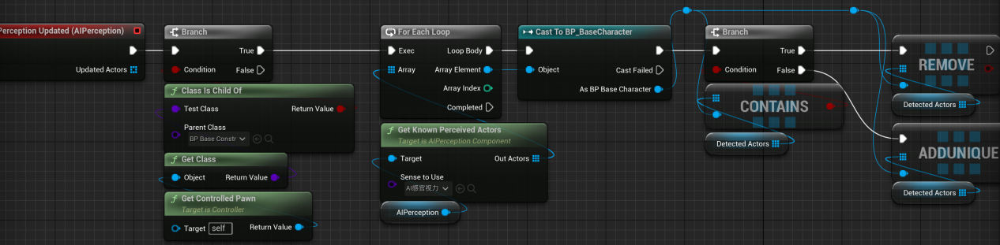 Perception Updated (AIPerception)
Updated Actors
Branch
True
Condition
False
Class Is Child Of
Test Class
Return Value
Parent Class
BP Base Constr
Get Class
Object
Return Value
Get Controlled Pawn
Target is Controller
Target
self
Return Value
For Each Loop
Exec
Loop Body
Array
Array Element
Array Index
Completed
Get Known Perceived Actors
Target is AIPerception Component
Target
Out Actors
Sense to Use
AI感官视力
AIPerception
Cast To BP_BaseCharacter
Object
Cast Failed
As BP Base Character
Branch
True
Condition
False
CONTAINS
Detected Actors
REMOVE
Detected Actors
ADDUNIQUE
Detected Actors